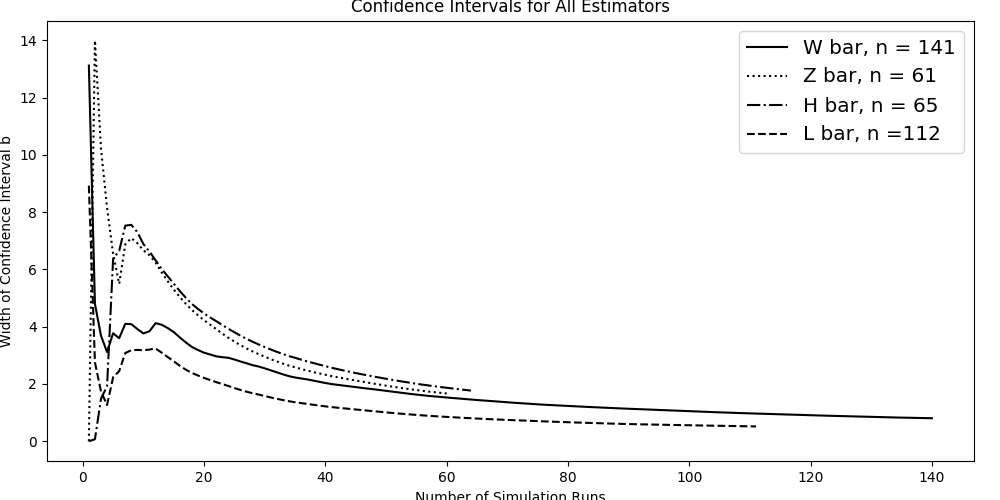 Confidence Intervals for All Estimators
Width of Confidence Interval b
14
12
10
8
6
4
2
0
W bar, n = 141
Z bar, n = 61
H bar, n = 65
L bar, n =112
0 20 40 60 80 100 120 140
Number of Simulation Runs